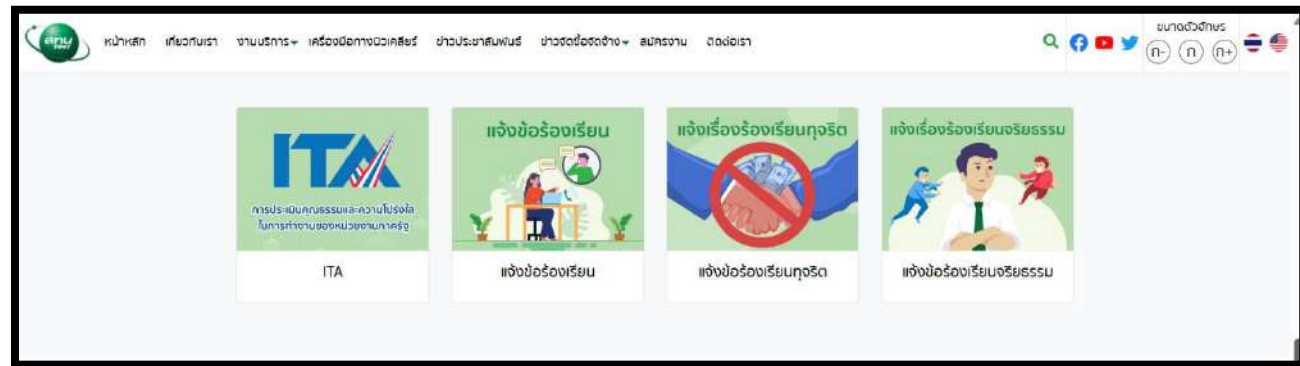 สทน
TINT
หน้าหลัก เกี่ยวกับเรา งานบริการ เครื่องมือทางนิวเคลียร์ ข่าวประชาสัมพันธ์ ข่าวจัดซื้อจัดจ้าง สมัครงาน ติดต่อเรา
ขนาดตัวอักษร
ก- ก ก+
ITA
การประเมินคุณธรรมและความโปร่งใส
ในการทำงานของหน่วยงานภาครัฐ
ITA
แจ้งข้อร้องเรียน
แจ้งข้อร้องเรียน
แจ้งเรื่องร้องเรียนทุจริต
แจ้งข้อร้องเรียนทุจริต
แจ้งเรื่องร้องเรียนจริยธรรม
แจ้งข้อร้องเรียนจริยธรรม